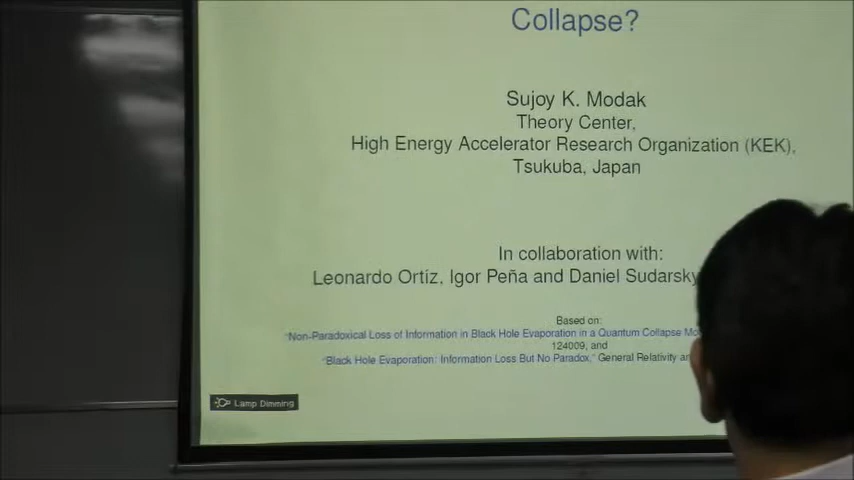 Collapse?
Sujoy K. Modak
Theory Center,
High Energy Accelerator Research Organization (KEK),
Tsukuba, Japan
In collaboration with:
Leonardo Ortíz, Igor Peña and Daniel Sudarsky
Based on:
"Non-Paradoxical Loss of Information in Black Hole Evaporation in a Quantum Collapse
124009, and
"Black Hole Evaporation: Information Loss But No Paradox," General Relativity
Lamp Dimming